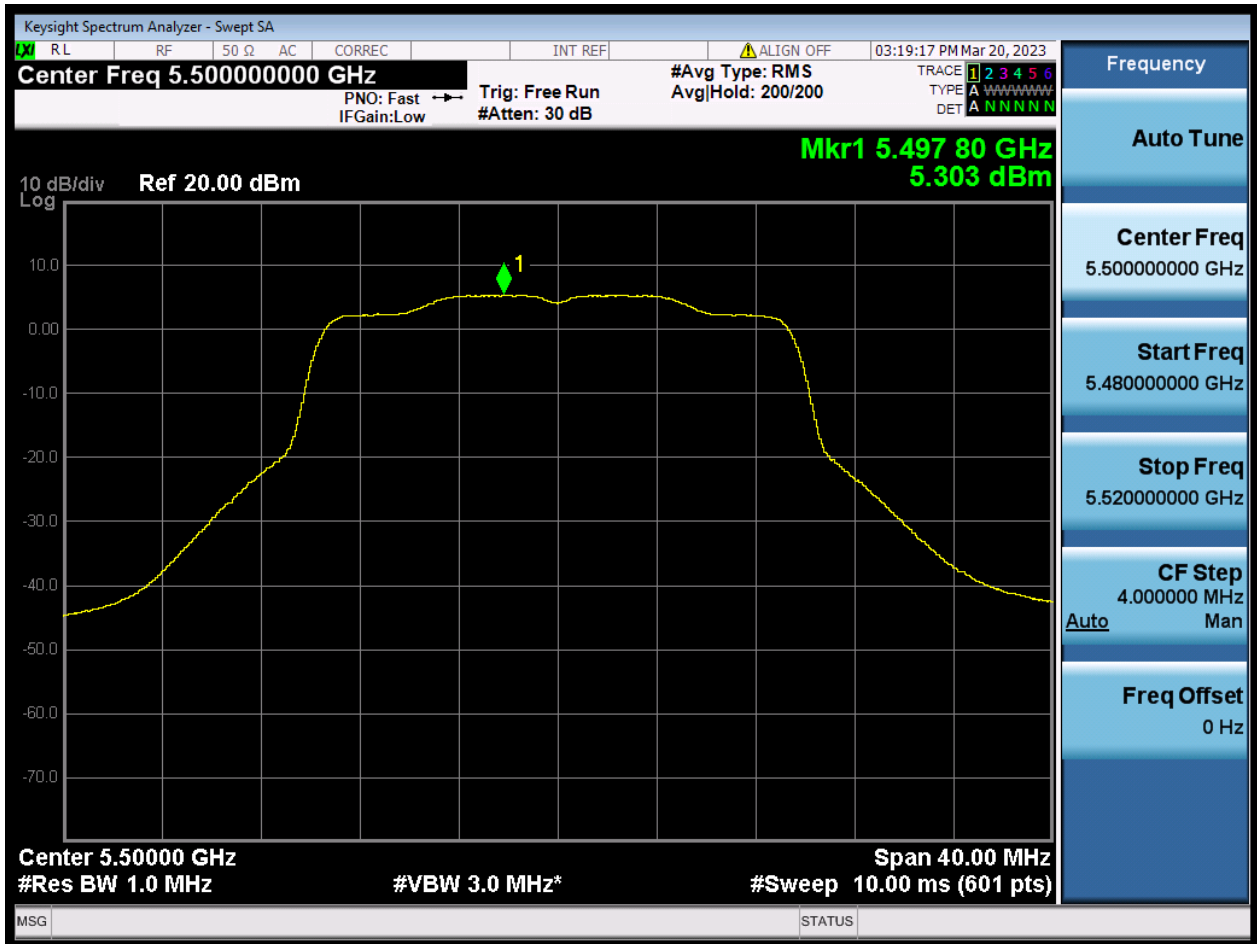 Keysight Spectrum Analyzer - Swept SA
LXI RL RF 50 Ω AC CORREC INT REF ALIGN OFF 03:19:17 PM Mar 20, 2023
Center Freq 5.500000000 GHz
PNO: Fast
IFGain:Low
Trig: Free Run
#Atten: 30 dB
#Avg Type: RMS
Avg|Hold: 200/200
TRACE 1 2 3 4 5 6
TYPE A WWWWW
DET A N N N N N
Mkr1 5.497 80 GHz
5.303 dBm
10 dB/div Ref 20.00 dBm
Log
1
10.0
0.00
-10.0
-20.0
-30.0
-40.0
-50.0
-60.0
-70.0
Center 5.50000 GHz Span 40.00 MHz
#Res BW 1.0 MHz #VBW 3.0 MHz* #Sweep 10.00 ms (601 pts)
MSG STATUS
Frequency
Auto Tune
Center Freq
5.500000000 GHz
Start Freq
5.480000000 GHz
Stop Freq
5.520000000 GHz
CF Step
4.000000 MHz
Auto Man
Freq Offset
0 Hz